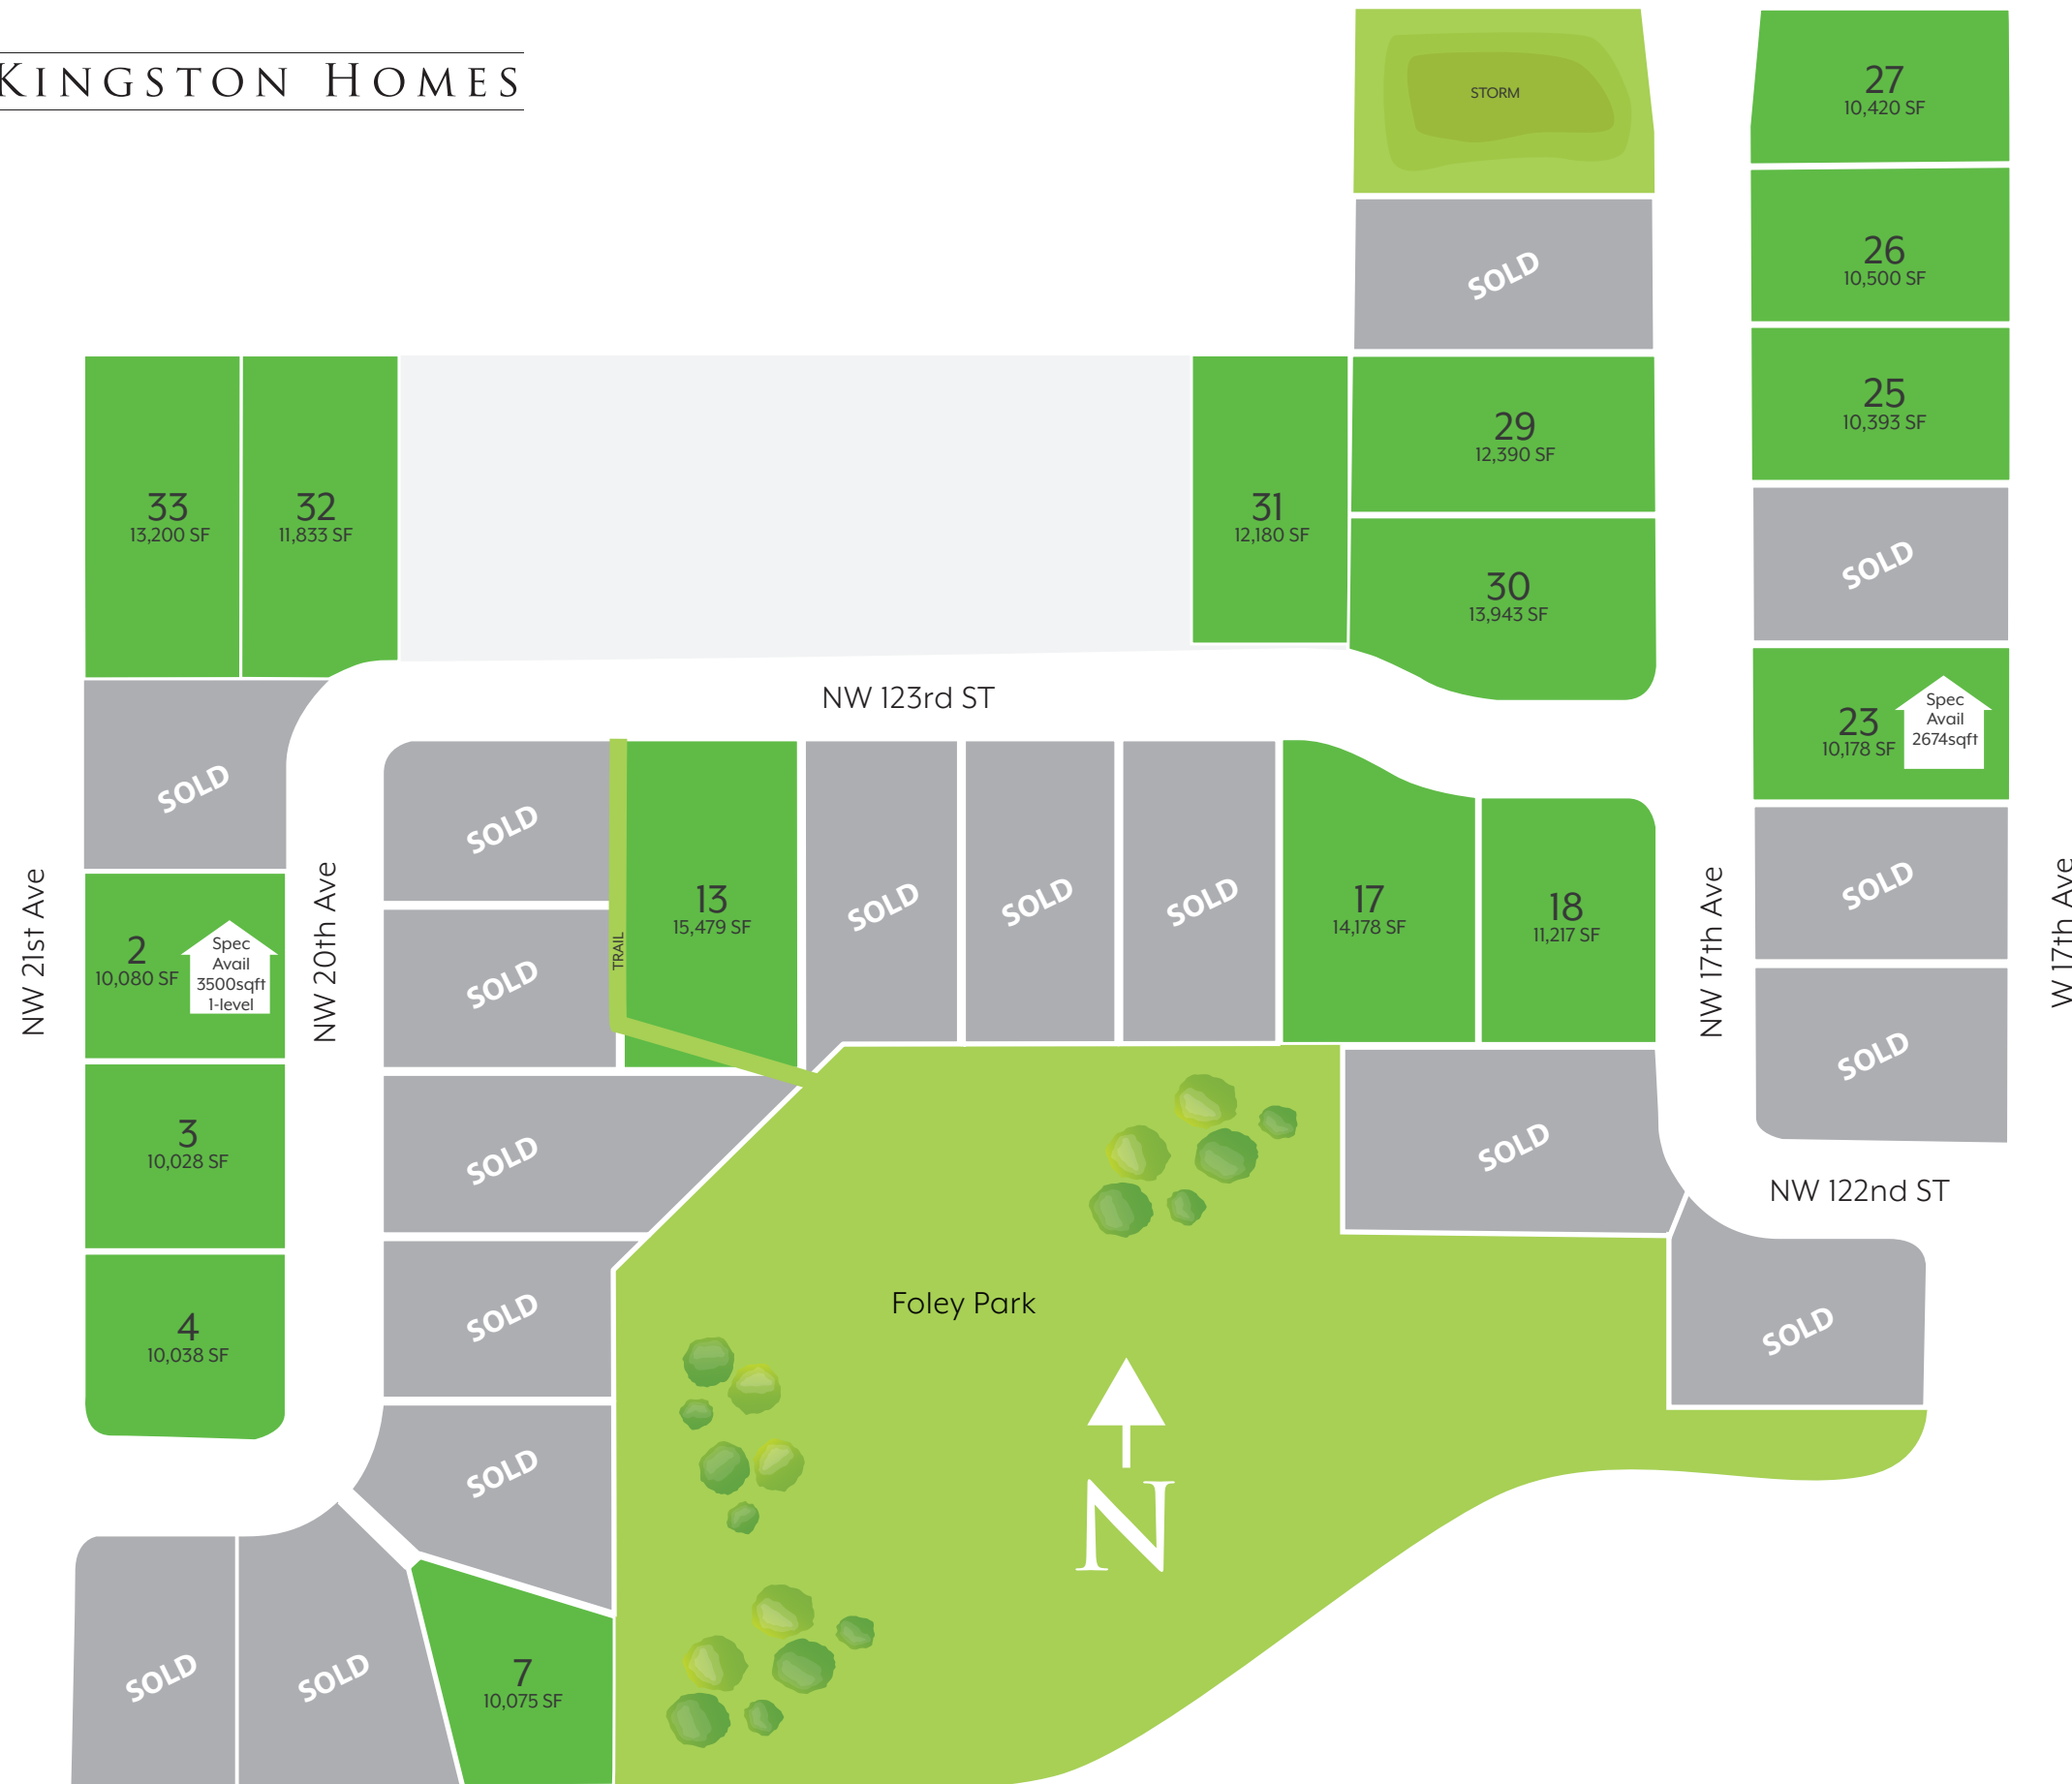 KINGSTON HOMES
STORM
27
10,420 SF
SOLD
26
10,500 SF
25
10,393 SF
29
12,390 SF
33
13,200 SF
32
11,833 SF
31
12,180 SF
30
13,943 SF
SOLD
NW 123rd ST
23
10,178 SF
Spec
Avail
2674sqft
SOLD
SOLD
TRAIL
13
15,479 SF
SOLD
SOLD
SOLD
17
14,178 SF
18
11,217 SF
SOLD
NW 21st Ave
2
10,080 SF
Spec
Avail
3500sqft
1-level
NW 20th Ave
SOLD
NW 17th Ave
W 17th Ave
SOLD
3
10,028 SF
SOLD
SOLD
NW 122nd ST
4
10,038 SF
SOLD
Foley Park
SOLD
SOLD
N
SOLD
SOLD
7
10,075 SF